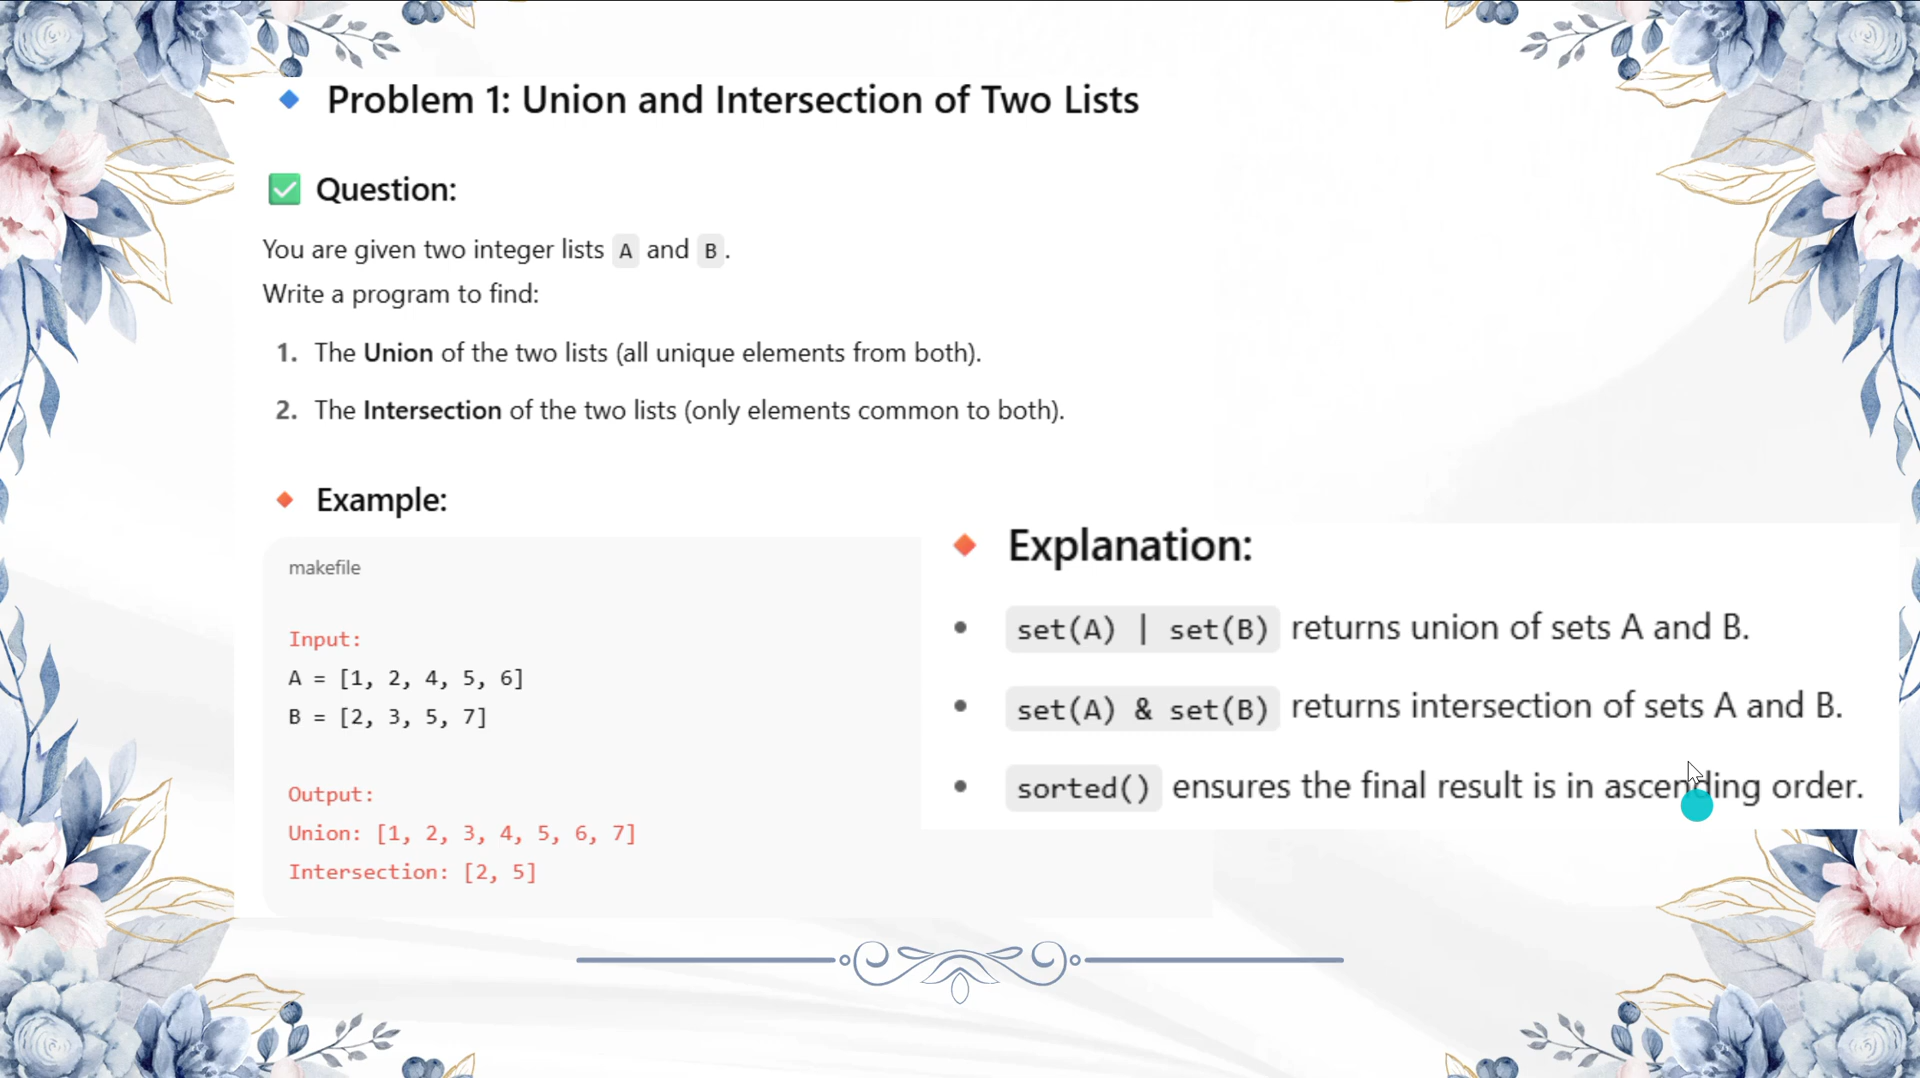 Problem 1: Union and Intersection of Two Lists
Question:
You are given two integer lists A and B.
Write a program to find:
1. The Union of the two lists (all unique elements from both).
2. The Intersection of the two lists (only elements common to both).
Example:
makefile
Input:
A = [1, 2, 4, 5, 6]
B = [2, 3, 5, 7]
Output:
Union: [1, 2, 3, 4, 5, 6, 7]
Intersection: [2, 5]
Explanation:
• set(A) | set(B) returns union of sets A and B.
• set(A) & set(B) returns intersection of sets A and B.
• sorted() ensures the final result is in ascending order.